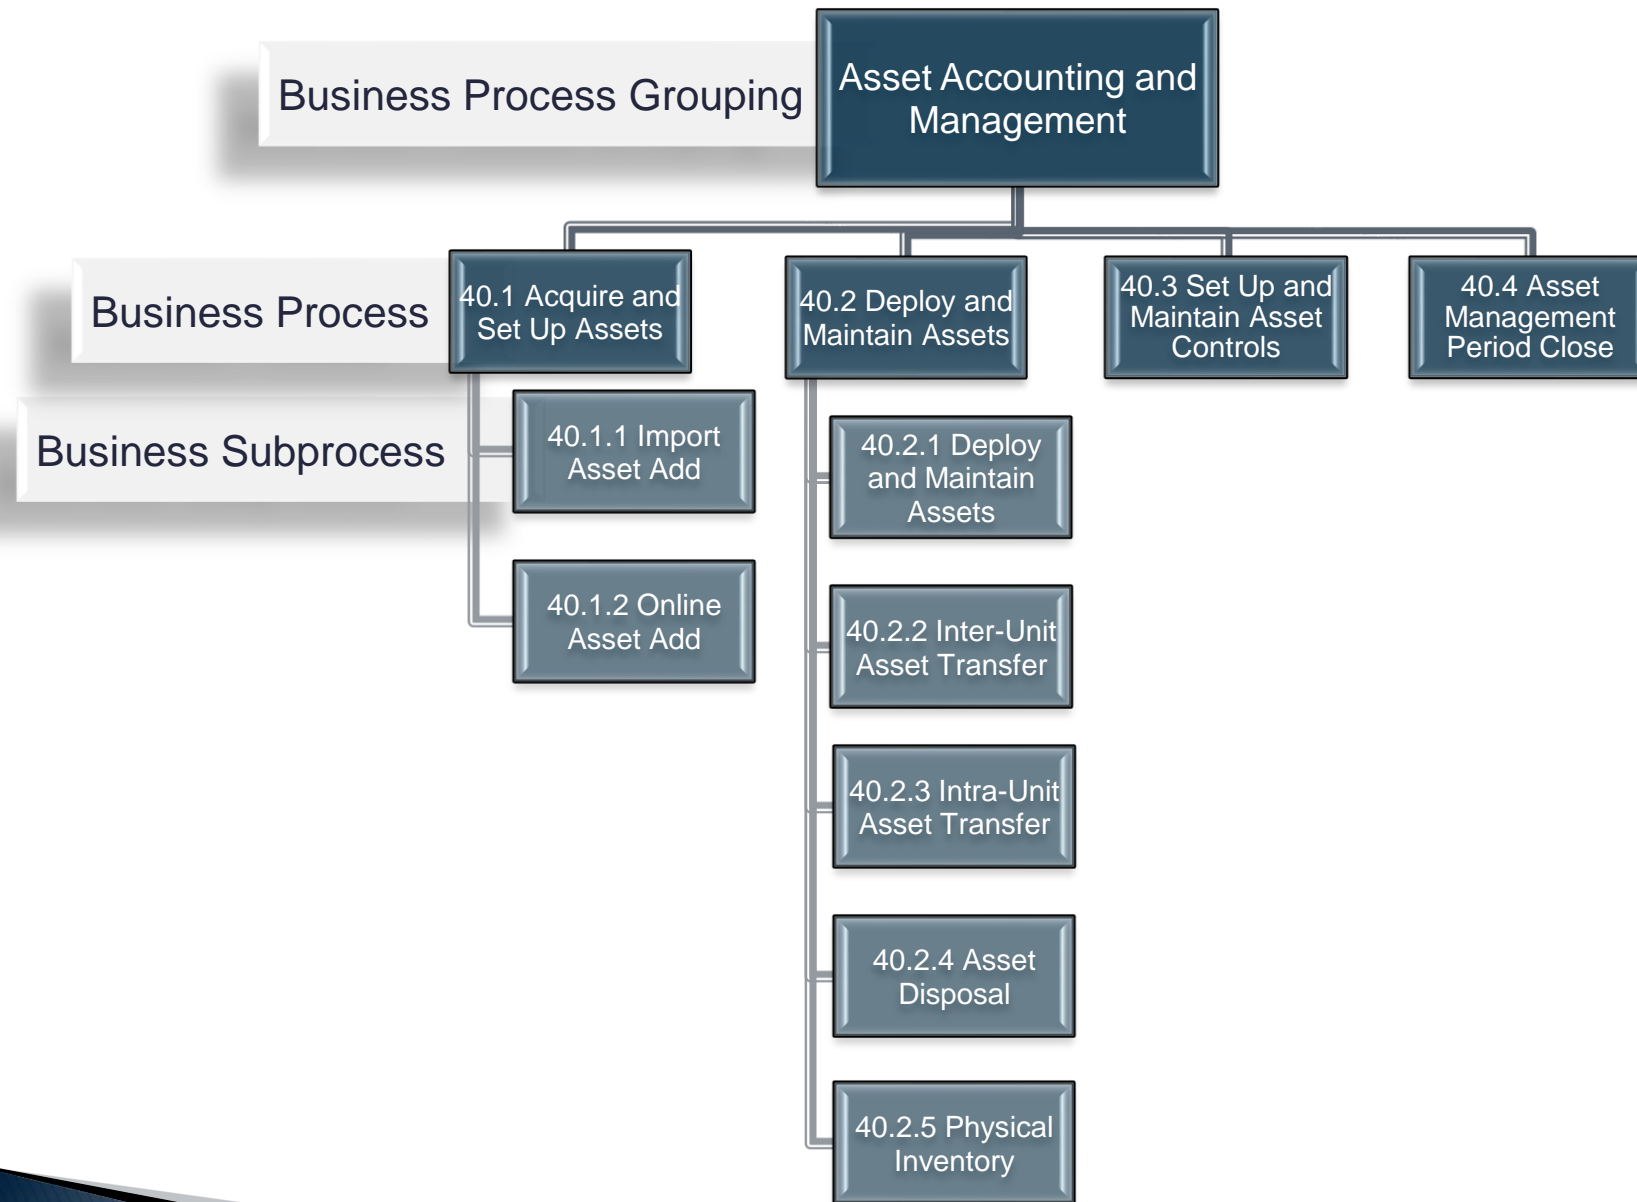 Business Process Grouping
Asset Accounting and
Management
Business Process
40.1 Acquire and
Set Up Assets
40.2 Deploy and
Maintain Assets
40.3 Set Up and
Maintain Asset
Controls
40.4 Asset
Management
Period Close
Business Subprocess
40.1.1 Import
Asset Add
40.1.2 Online
Asset Add
40.2.1 Deploy
and Maintain
Assets
40.2.2 Inter-Unit
Asset Transfer
40.2.3 Intra-Unit
Asset Transfer
40.2.4 Asset
Disposal
40.2.5 Physical
Inventory